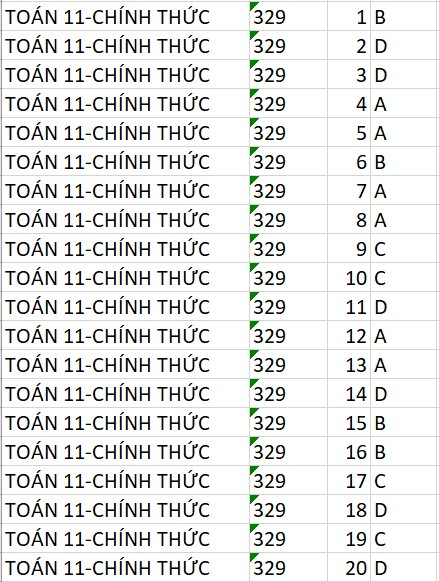 TOÁN 11-CHÍNH THỨC 329 1 B
TOÁN 11-CHÍNH THỨC 329 2 D
TOÁN 11-CHÍNH THỨC 329 3 D
TOÁN 11-CHÍNH THỨC 329 4 A
TOÁN 11-CHÍNH THỨC 329 5 A
TOÁN 11-CHÍNH THỨC 329 6 B
TOÁN 11-CHÍNH THỨC 329 7 A
TOÁN 11-CHÍNH THỨC 329 8 A
TOÁN 11-CHÍNH THỨC 329 9 C
TOÁN 11-CHÍNH THỨC 329 10 C
TOÁN 11-CHÍNH THỨC 329 11 D
TOÁN 11-CHÍNH THỨC 329 12 A
TOÁN 11-CHÍNH THỨC 329 13 A
TOÁN 11-CHÍNH THỨC 329 14 D
TOÁN 11-CHÍNH THỨC 329 15 B
TOÁN 11-CHÍNH THỨC 329 16 B
TOÁN 11-CHÍNH THỨC 329 17 C
TOÁN 11-CHÍNH THỨC 329 18 D
TOÁN 11-CHÍNH THỨC 329 19 C
TOÁN 11-CHÍNH THỨC 329 20 D